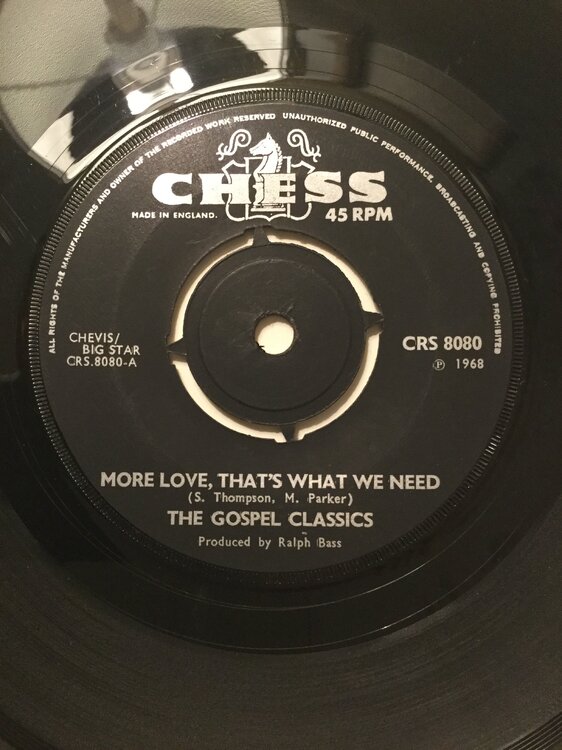 ALL RIGHTS OF THE MANUFACTURERS AND OWNER OF THE RECORDED WORK RESERVED UNAUTHORIZED PUBLIC PERFORMANCE, BROADCASTING AND COPYING PROHIBITED
CHESS
MADE IN ENGLAND.
45 RPM
CHEVIS/
BIG STAR
CRS.8080-A
CRS 8080
℗ 1968
MORE LOVE, THAT'S WHAT WE NEED
(S. Thompson, M. Parker)
THE GOSPEL CLASSICS
Produced by Ralph Bass